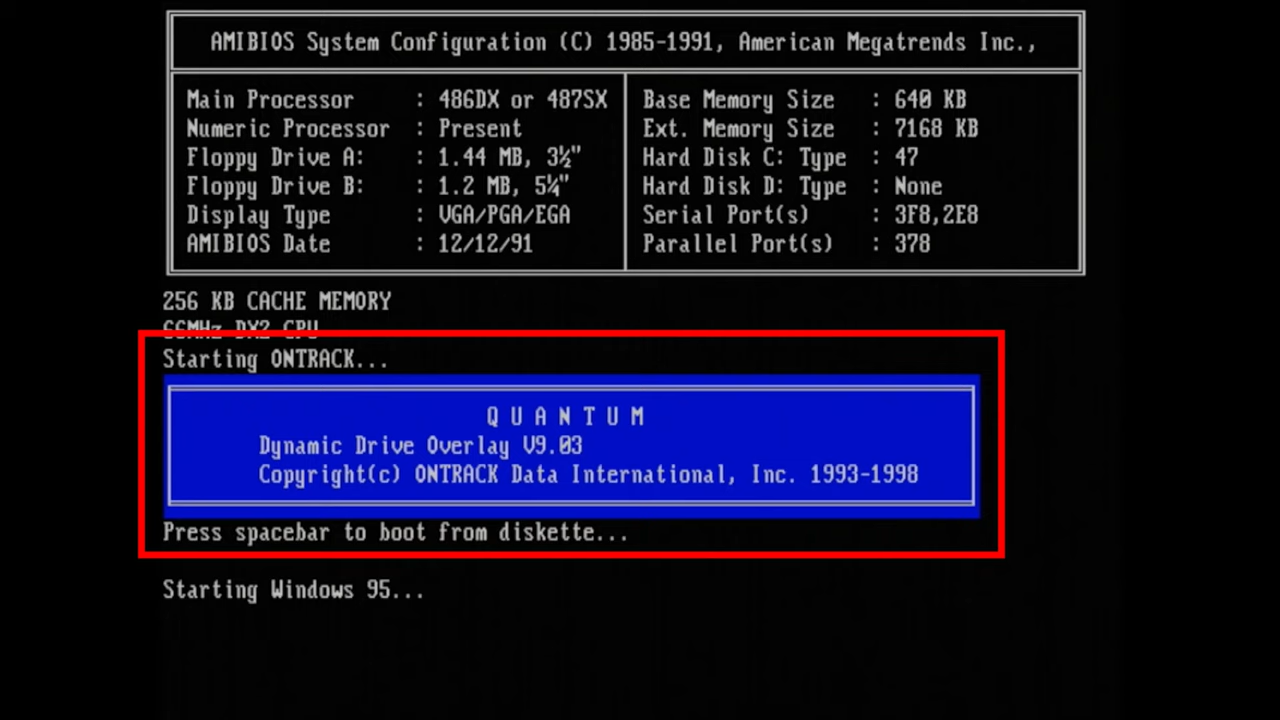 AMIBIOS System Configuration (C) 1985-1991, American Megatrends Inc.,
Main Processor : 486DX or 487SX Base Memory Size : 640 KB
Numeric Processor : Present Ext. Memory Size : 7168 KB
Floppy Drive A: : 1.44 MB, 3½" Hard Disk C: Type : 47
Floppy Drive B: : 1.2 MB, 5¼" Hard Disk D: Type : None
Display Type : VGA/PGA/EGA Serial Port(s) : 3F8,2E8
AMIBIOS Date : 12/12/91 Parallel Port(s) : 378
256 KB CACHE MEMORY
66MHz DX2 CPU
Starting ONTRACK...
Q U A N T U M
Dynamic Drive Overlay V9.03
Copyright(c) ONTRACK Data International, Inc. 1993-1998
Press spacebar to boot from diskette...
Starting Windows 95...